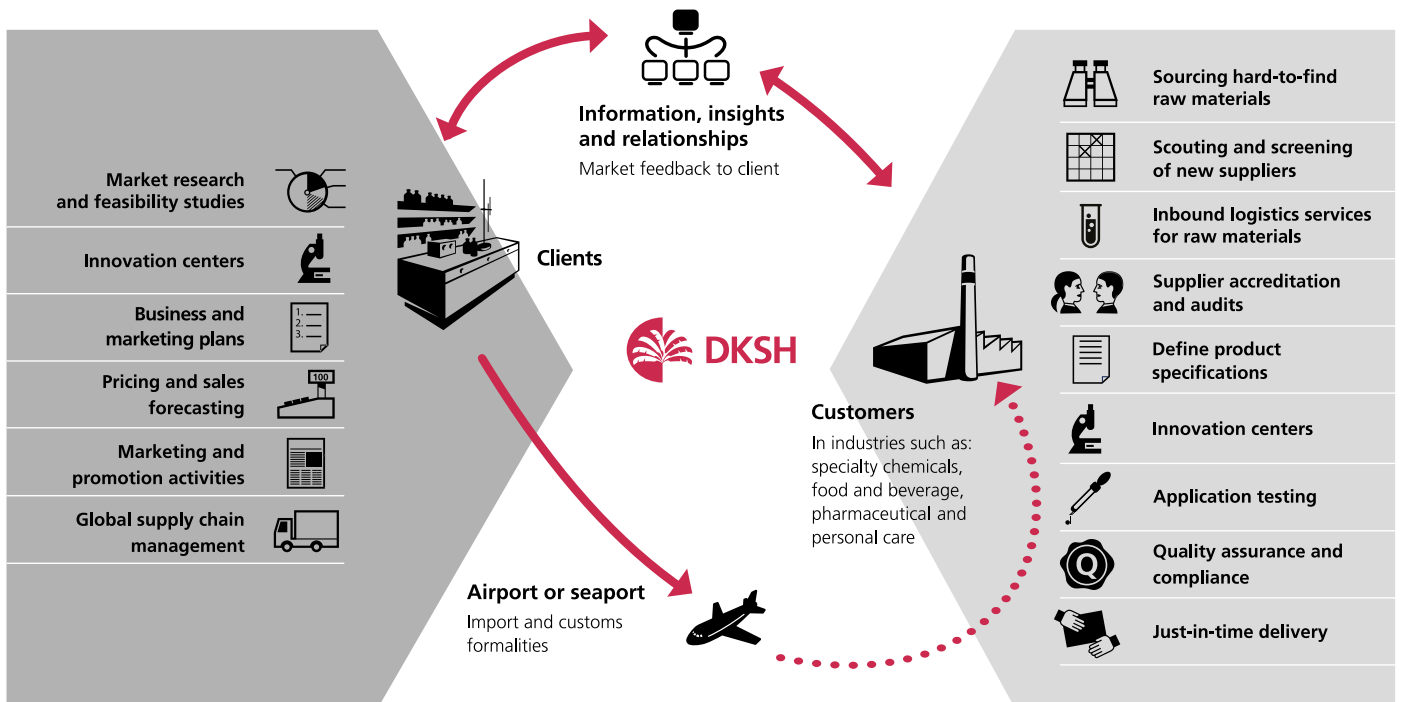 Information, insights
and relationships
Market feedback to client
Market research
and feasibility studies
Innovation centers
Business and
marketing plans
1.
2.
3.
Pricing and sales
forecasting
100
Marketing and
promotion activities
Global supply chain
management
Clients
DKSH
Airport or seaport
Import and customs
formalities
Customers
In industries such as:
specialty chemicals,
food and beverage,
pharmaceutical and
personal care
Sourcing hard-to-find
raw materials
Scouting and screening
of new suppliers
Inbound logistics services
for raw materials
Supplier accreditation
and audits
Define product
specifications
Innovation centers
Application testing
Q
Quality assurance and
compliance
Just-in-time delivery